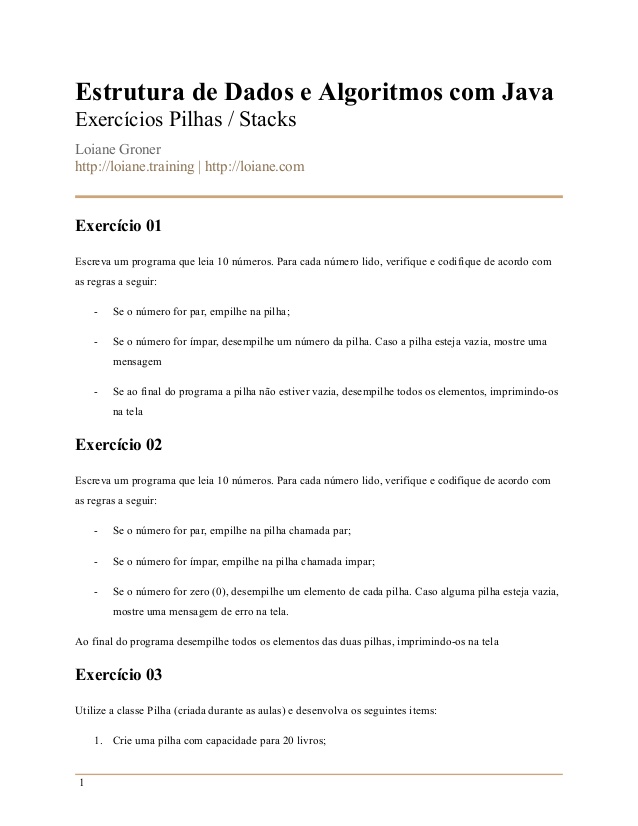 Estrutura de Dados e Algoritmos com Java
Exercícios Pilhas / Stacks
Loiane Groner
http://loiane.training | http://loiane.com
Exercício 01
Escreva um programa que leia 10 números. Para cada número lido, verifique e codifique de acordo com
as regras a seguir:
- Se o número for par, empilhe na pilha;
- Se o número for ímpar, desempilhe um número da pilha. Caso a pilha esteja vazia, mostre uma
mensagem
- Se ao final do programa a pilha não estiver vazia, desempilhe todos os elementos, imprimindo-os
na tela
Exercício 02
Escreva um programa que leia 10 números. Para cada número lido, verifique e codifique de acordo com
as regras a seguir:
- Se o número for par, empilhe na pilha chamada par;
- Se o número for ímpar, empilhe na pilha chamada impar;
- Se o número for zero (0), desempilhe um elemento de cada pilha. Caso alguma pilha esteja vazia,
mostre uma mensagem de erro na tela.
Ao final do programa desempilhe todos os elementos das duas pilhas, imprimindo-os na tela
Exercício 03
Utilize a classe Pilha (criada durante as aulas) e desenvolva os seguintes items:
1. Crie uma pilha com capacidade para 20 livros;
1